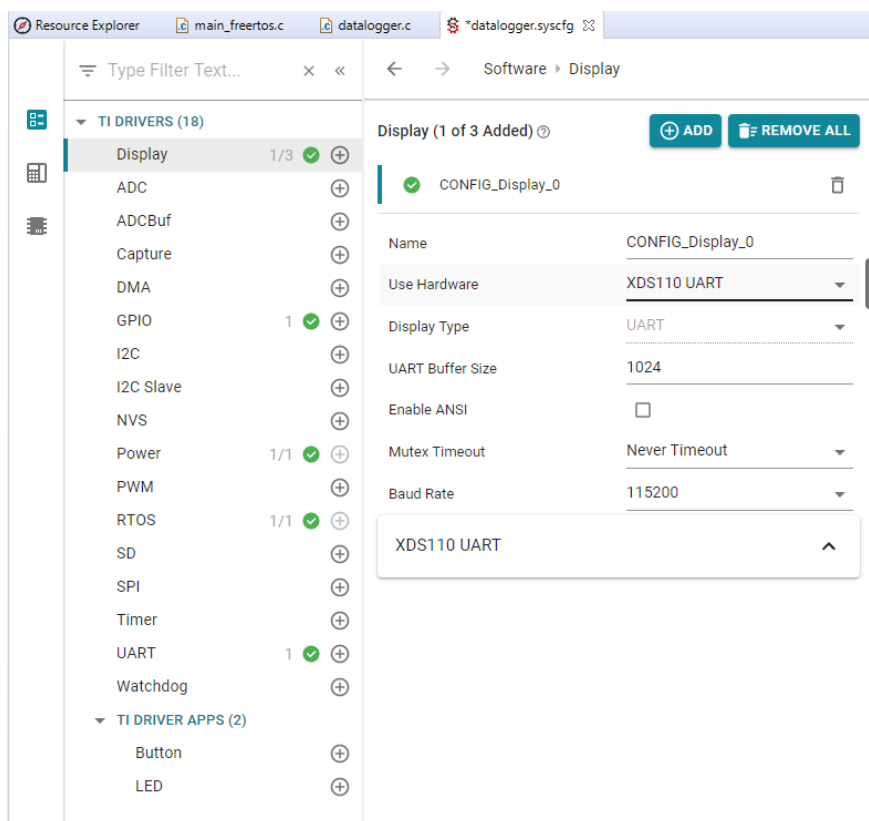 Resource Explorer main_freertos.c datalogger.c *datalogger.syscfg
Type Filter Text...
Software Display
TI DRIVERS (18)
Display 1/3
ADC
ADCBuf
Capture
DMA
GPIO 1
I2C
I2C Slave
NVS
Power 1/1
PWM
RTOS 1/1
SD
SPI
Timer
UART 1
Watchdog
TI DRIVER APPS (2)
Button
LED
Display (1 of 3 Added)
ADD
REMOVE ALL
CONFIG_Display_0
Name CONFIG_Display_0
Use Hardware XDS110 UART
Display Type UART
UART Buffer Size 1024
Enable ANSI
Mutex Timeout Never Timeout
Baud Rate 115200
XDS110 UART